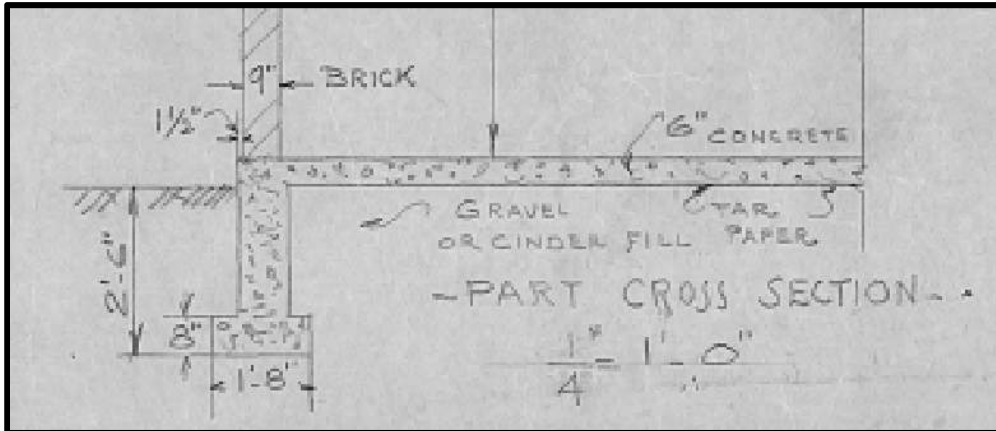 9" BRICK
1½"
"6" CONCRETE
GRAVEL
OR CINDER FILL
TAR
PAPER
2'-6"
8"
1'-8"
-PART CROSS SECTION-
1/4" = 1'-0"